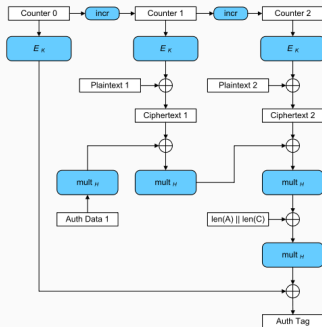 Counter 0 incr Counter 1 incr Counter 2
E K E K E K
Plaintext 1 Plaintext 2
Ciphertext 1 Ciphertext 2
mult H mult H mult H
Auth Data 1 len(A) || len(C)
mult H
Auth Tag